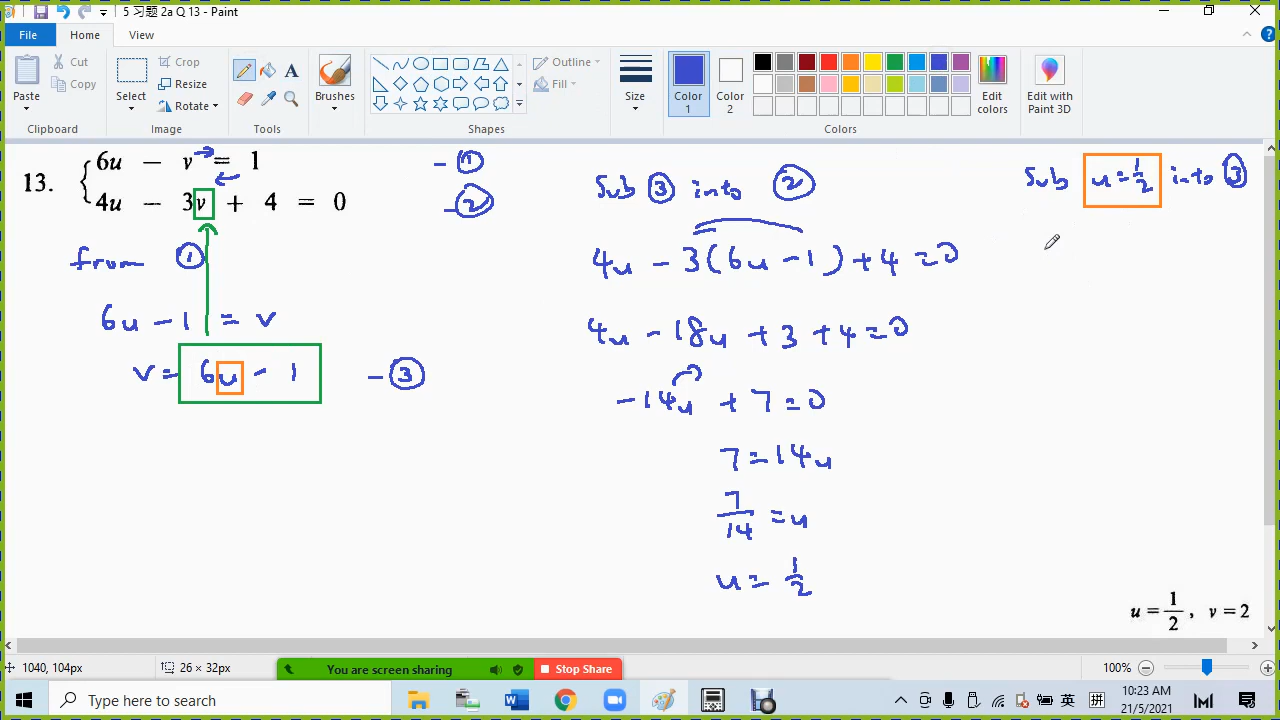 5 习题 2a Q 13 - Paint
File Home View
Paste Cut Copy Clipboard
Select Crop Resize Rotate Image
A Tools
Brushes
Outline Fill Shapes
Size
Color 1 Color 2 Edit colors Colors
Edit with Paint 3D
13. 6u − v = 1 - ①
4u − 3v + 4 = 0 - ②
from ①
6u − 1 = v
v = 6u − 1 - ③
Sub ③ into ②
4u − 3(6u − 1) + 4 = 0
4u − 18u + 3 + 4 = 0
−14u + 7 = 0
7 = 14u
7/14 = u
u = 1/2
Sub u = 1/2 into ③
u = 1/2, v = 2
1040, 104px 26 × 32px 100%
You are screen sharing Stop Share
Type here to search
英 拼 10:23 AM
21/5/2021